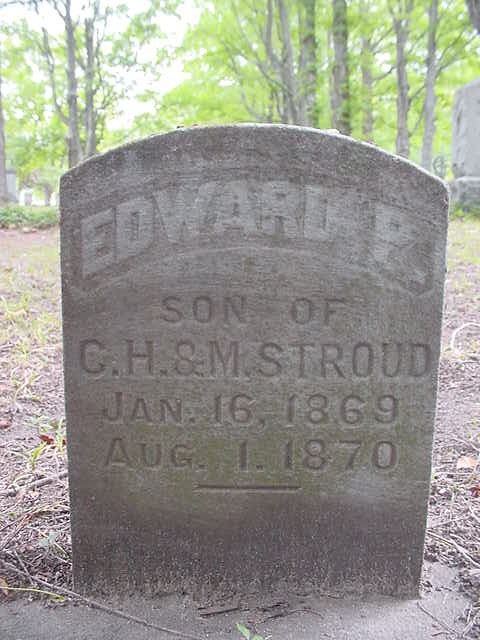 EDWARD P.
SON OF
C.H.&M.STROUD
JAN. 16, 1869
AUG. 1. 1870